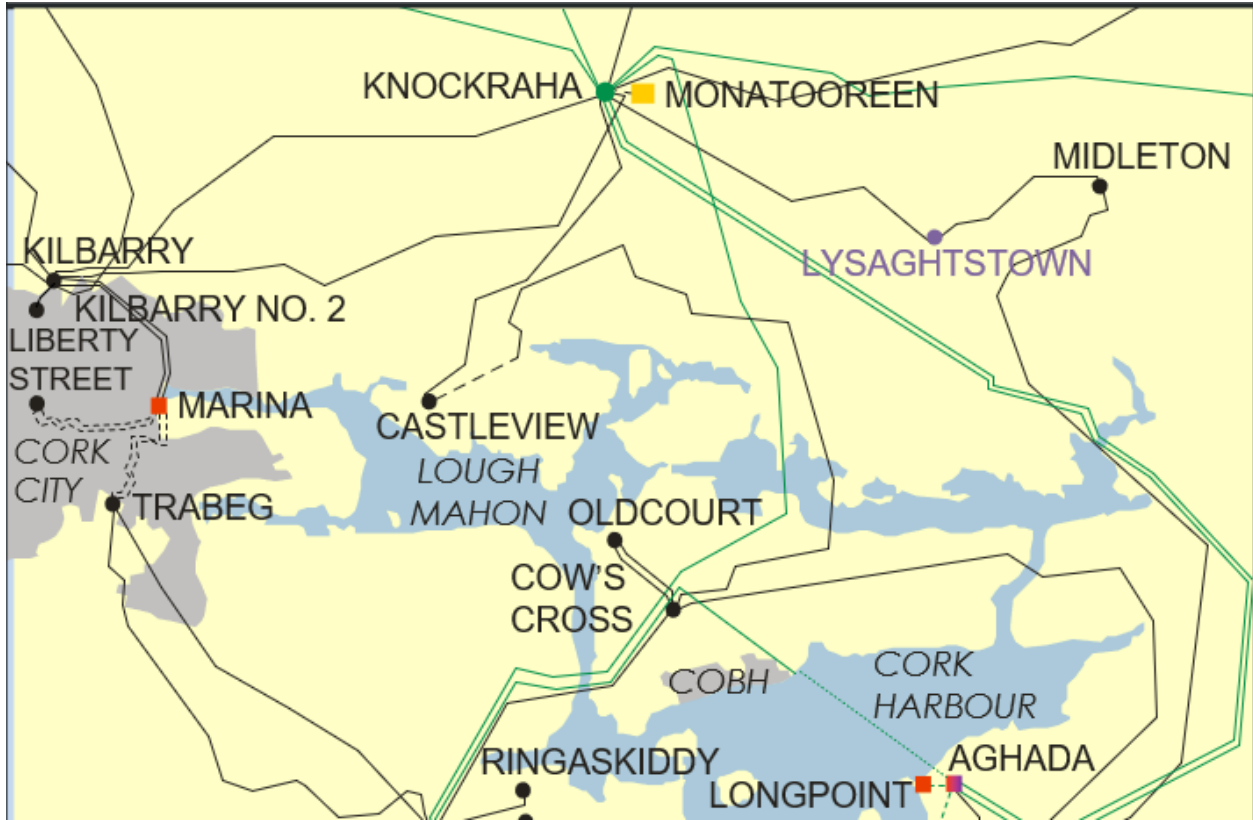 KNOCKRAHA
MONATOOREEN
MIDLETON
KILBARRY
LYSAGHTSTOWN
KILBARRY NO. 2
LIBERTY
STREET
MARINA
CASTLEVIEW
CORK
CITY
LOUGH
MAHON
TRABEG
OLDCOURT
COW'S
CROSS
COBH
CORK
HARBOUR
RINGASKIDDY
AGHADA
LONGPOINT